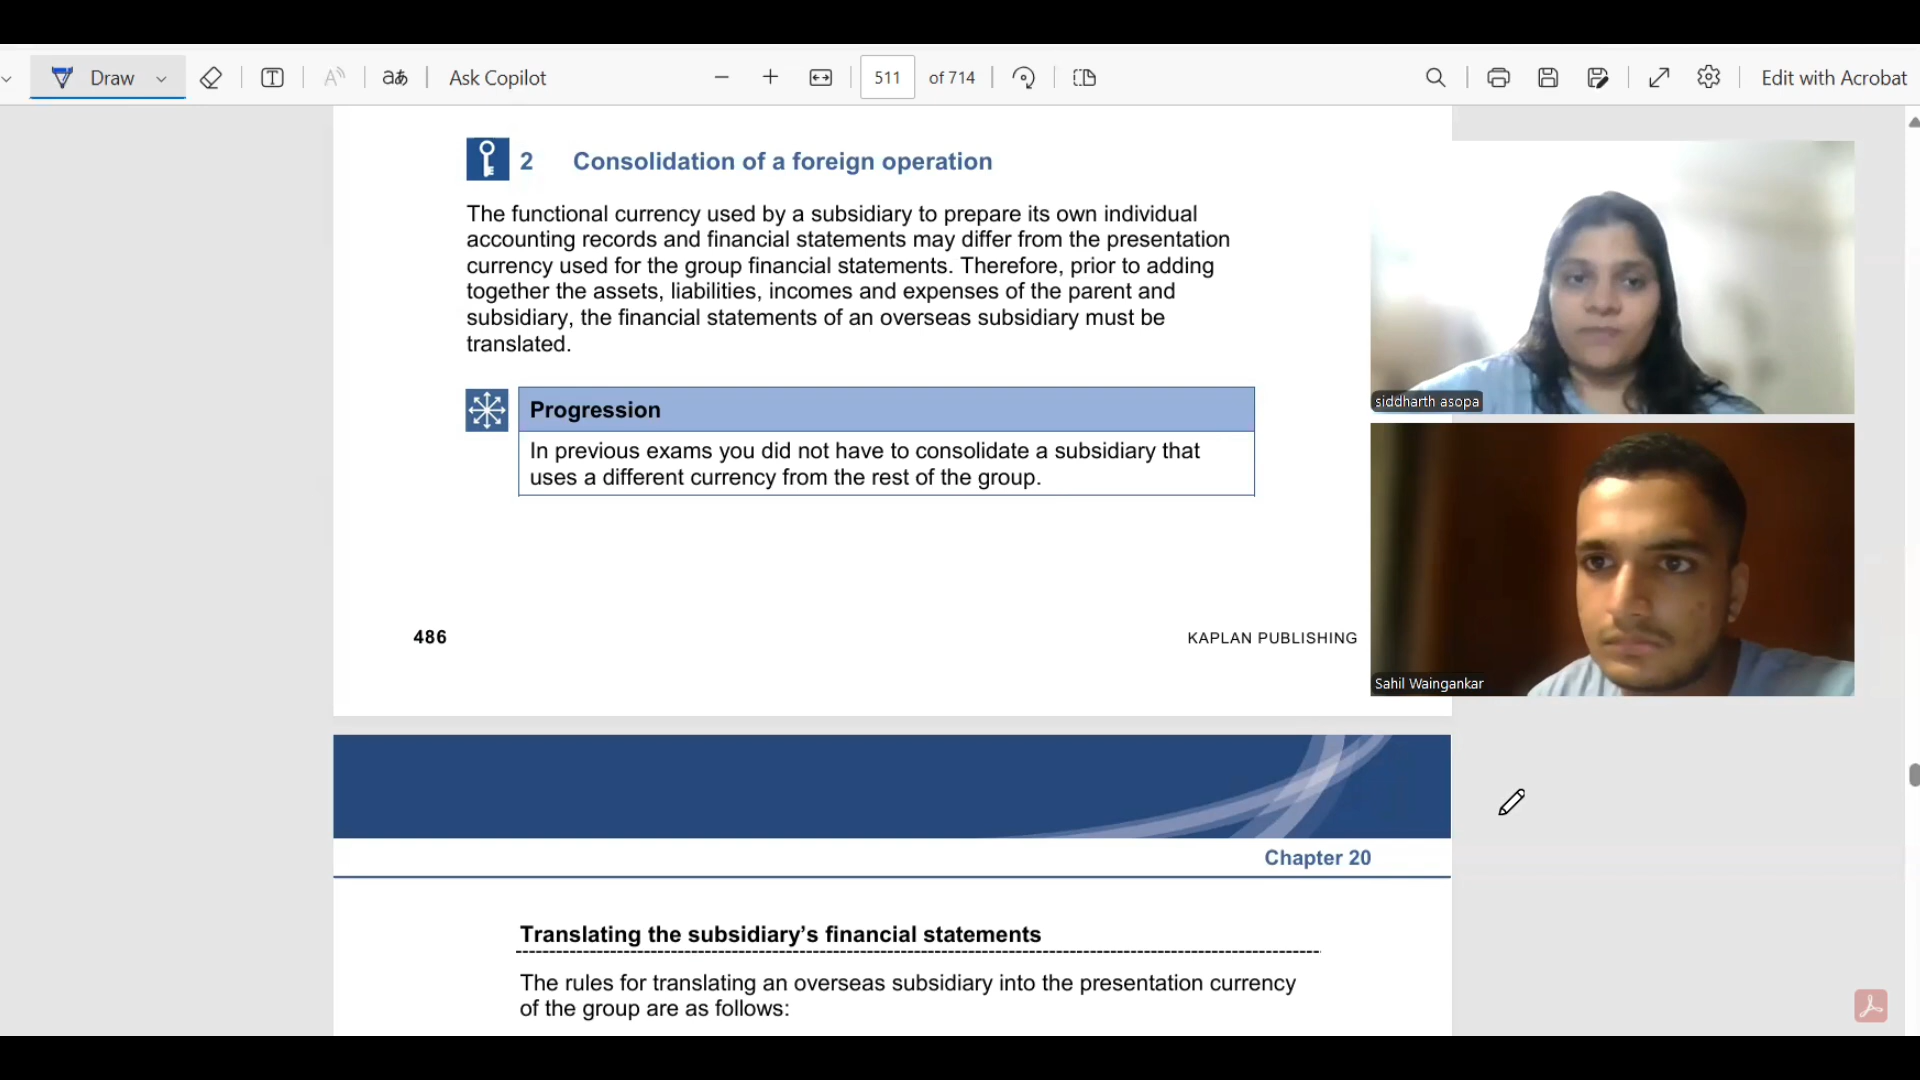 Draw
A
aあ
Ask Copilot
511
of 714
Edit with Acrobat
2 Consolidation of a foreign operation
The functional currency used by a subsidiary to prepare its own individual
accounting records and financial statements may differ from the presentation
currency used for the group financial statements. Therefore, prior to adding
together the assets, liabilities, incomes and expenses of the parent and
subsidiary, the financial statements of an overseas subsidiary must be
translated.
Progression
In previous exams you did not have to consolidate a subsidiary that
uses a different currency from the rest of the group.
486
KAPLAN PUBLISHING
siddharth asopa
Sahil Waingankar
Chapter 20
Translating the subsidiary’s financial statements
The rules for translating an overseas subsidiary into the presentation currency
of the group are as follows: